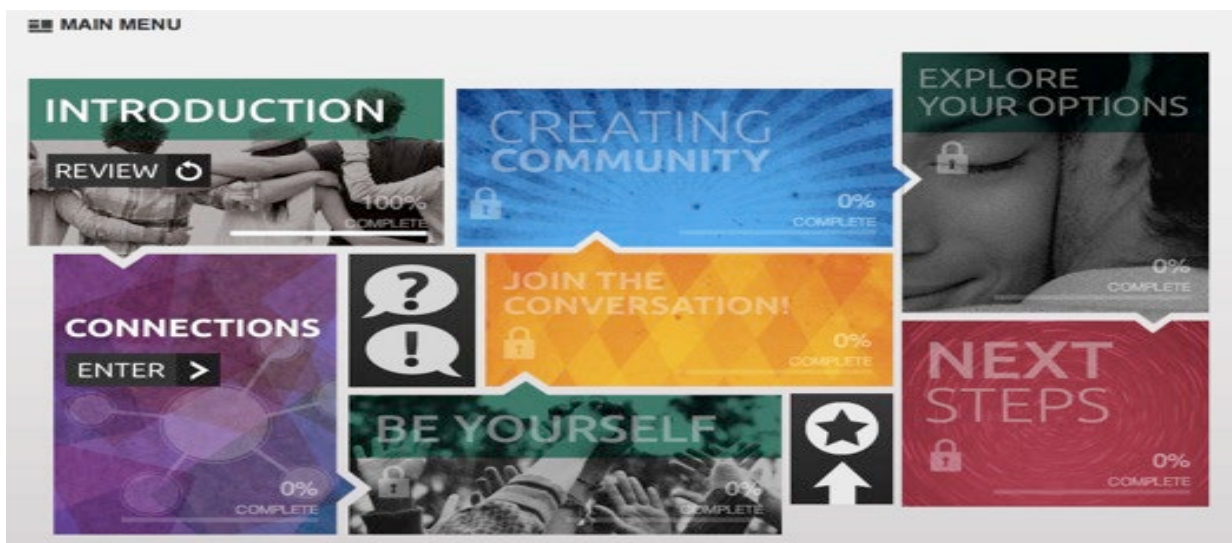 MAIN MENU
INTRODUCTION
REVIEW
100%
COMPLETE
CONNECTIONS
ENTER >
0%
COMPLETE
BE YOURSELF
0%
COMPLETE
JOIN THE
CONVERSATION!
0%
COMPLETE
CREATING
COMMUNITY
0%
COMPLETE
EXPLORE
YOUR OPTIONS
0%
COMPLETE
NEXT
STEPS
0%
COMPLETE
?
!